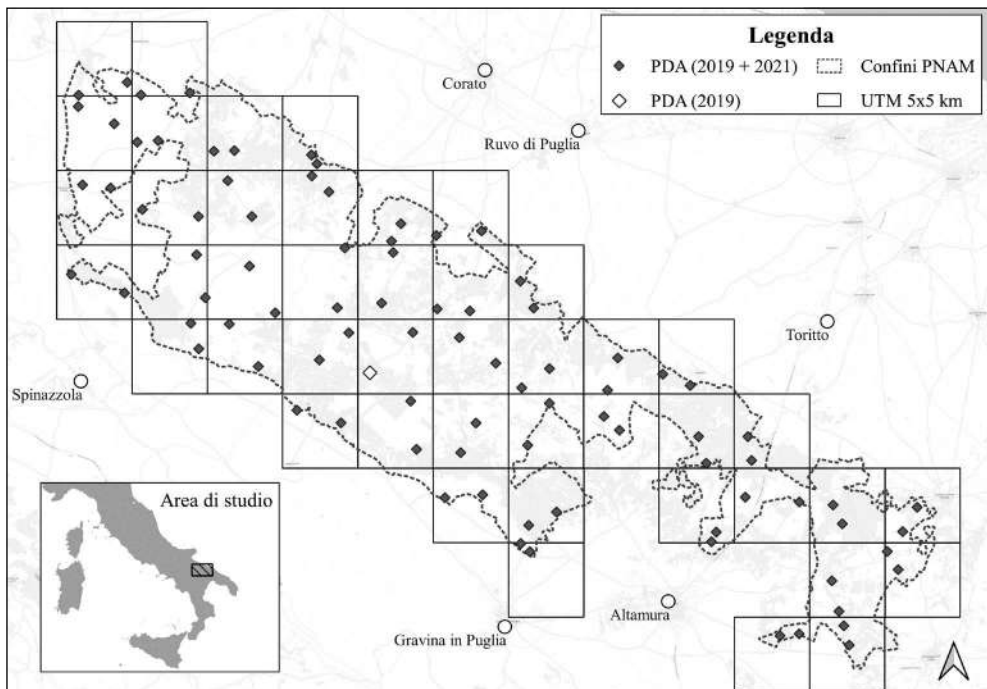 Legenda
PDA (2019 + 2021)
Confini PNAM
PDA (2019)
UTM 5x5 km
Corato
Ruvo di Puglia
Toritto
Spinazzola
Area di studio
Altamura
Gravina in Puglia